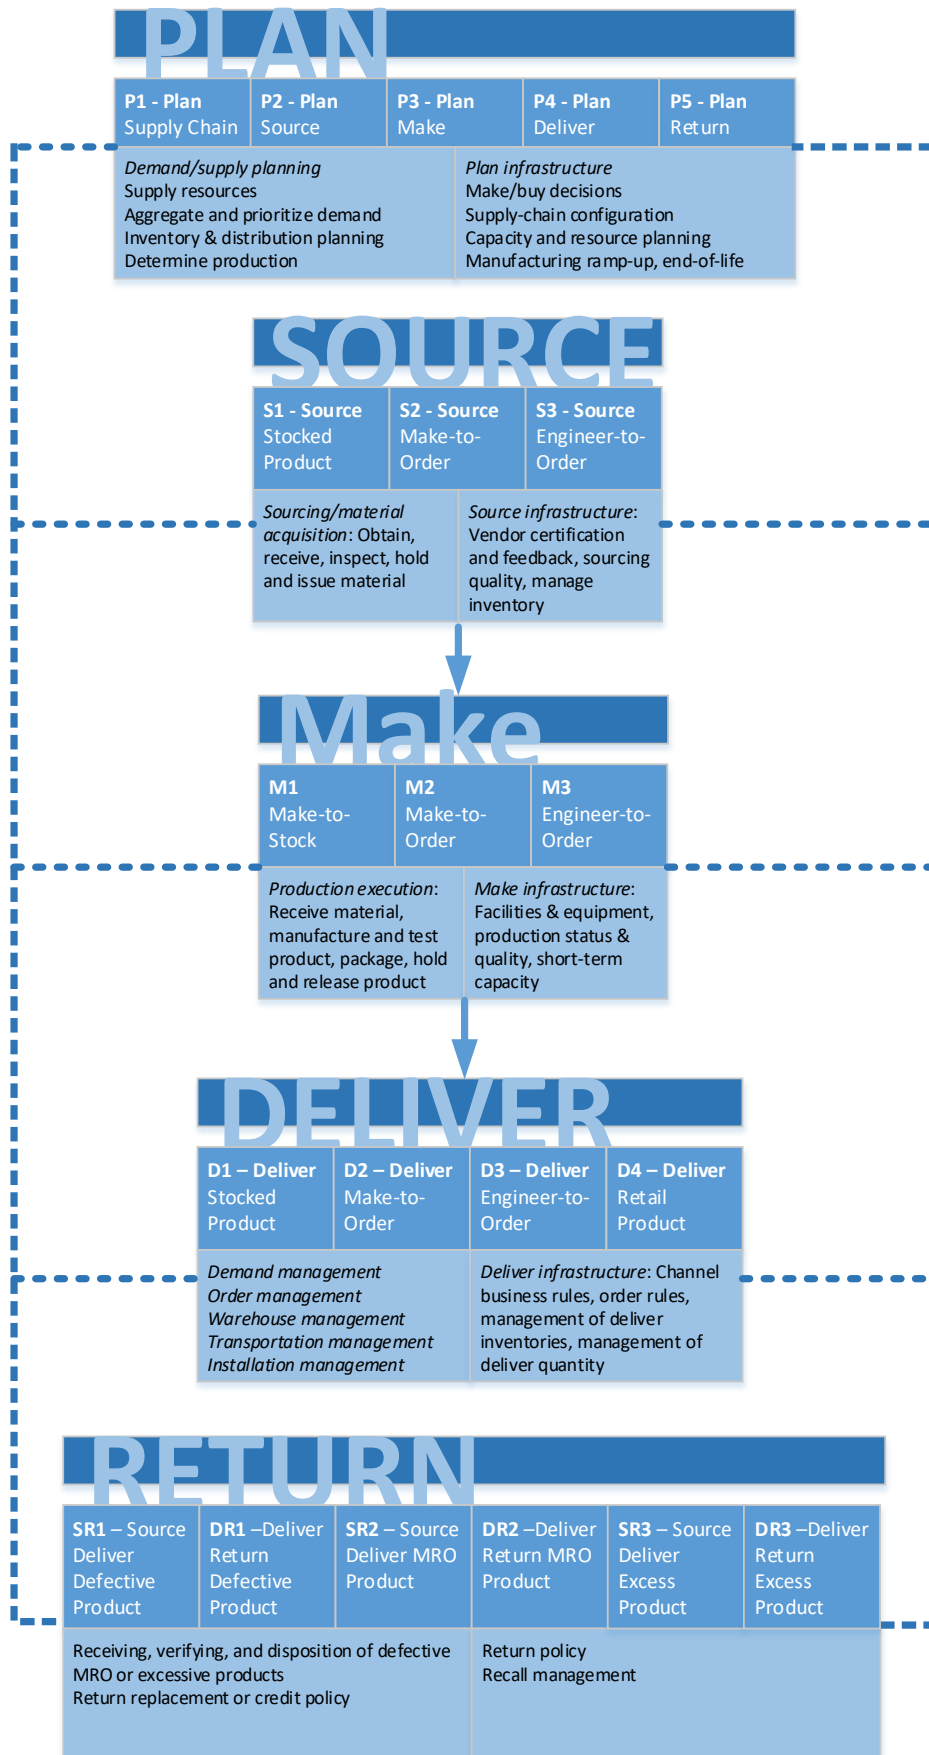 PLAN
P1 - Plan
Supply Chain
P2 - Plan
Source
P3 - Plan
Make
P4 - Plan
Deliver
P5 - Plan
Return
Demand/supply planning
Supply resources
Aggregate and prioritize demand
Inventory & distribution planning
Determine production
Plan infrastructure
Make/buy decisions
Supply-chain configuration
Capacity and resource planning
Manufacturing ramp-up, end-of-life
SOURCE
S1 - Source
Stocked
Product
S2 - Source
Make-to-
Order
S3 - Source
Engineer-to-
Order
Sourcing/material
acquisition: Obtain,
receive, inspect, hold
and issue material
Source infrastructure:
Vendor certification
and feedback, sourcing
quality, manage
inventory
Make
M1
Make-to-
Stock
M2
Make-to-
Order
M3
Engineer-to-
Order
Production execution:
Receive material,
manufacture and test
product, package, hold
and release product
Make infrastructure:
Facilities & equipment,
production status &
quality, short-term
capacity
DELIVER
D1 – Deliver
Stocked
Product
D2 – Deliver
Make-to-
Order
D3 – Deliver
Engineer-to-
Order
D4 – Deliver
Retail
Product
Demand management
Order management
Warehouse management
Transportation management
Installation management
Deliver infrastructure: Channel
business rules, order rules,
management of deliver
inventories, management of
deliver quantity
RETURN
SR1 – Source
Deliver
Defective
Product
DR1 –Deliver
Return
Defective
Product
SR2 – Source
Deliver MRO
Product
DR2 –Deliver
Return MRO
Product
SR3 – Source
Deliver
Excess
Product
DR3 –Deliver
Return
Excess
Product
Receiving, verifying, and disposition of defective
MRO or excessive products
Return replacement or credit policy
Return policy
Recall management